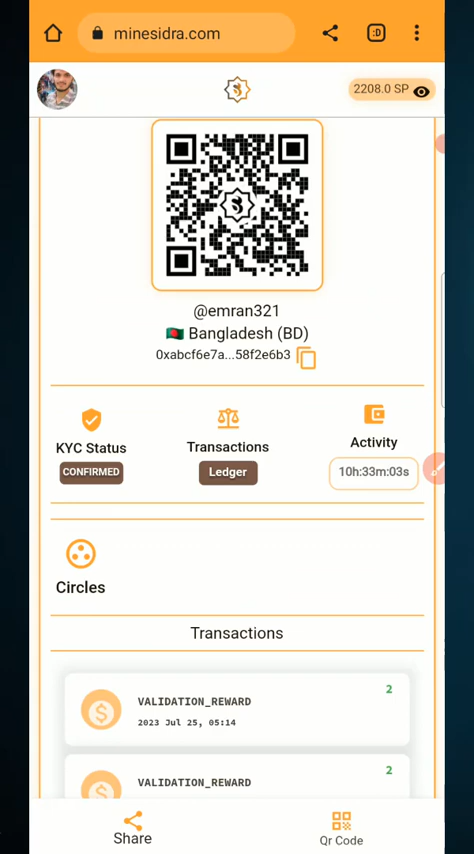 minesidra.com
:D
2208.0 SP
@emran321
Bangladesh (BD)
0xabcf6e7a...58f2e6b3
KYC Status
CONFIRMED
Transactions
Ledger
Activity
10h:33m:03s
Circles
Transactions
VALIDATION_REWARD
2
2023 Jul 25, 05:14
VALIDATION_REWARD
2
Share
Qr Code